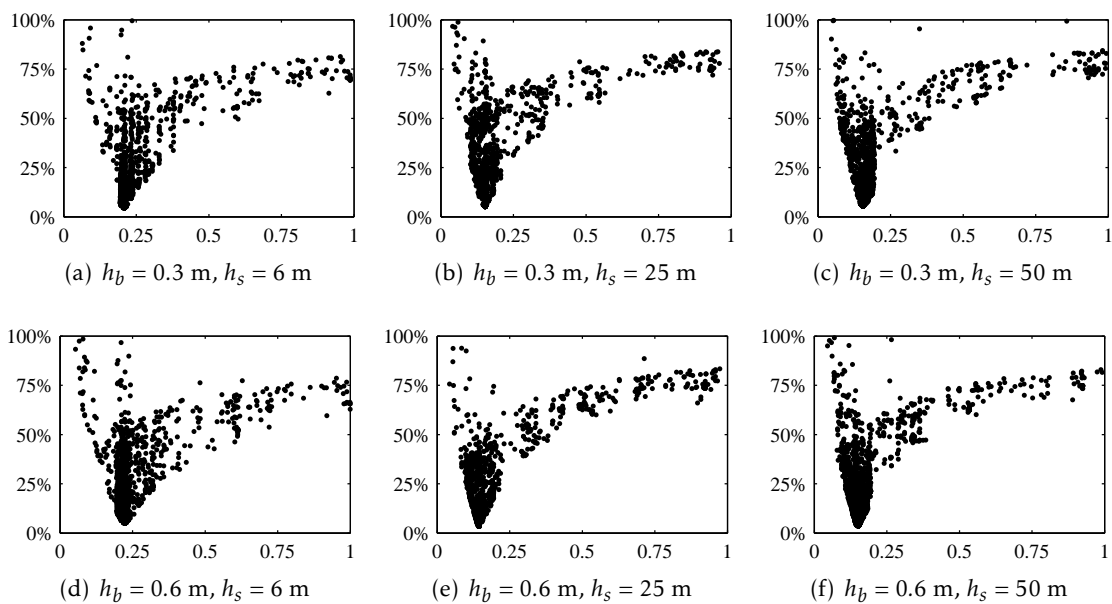 100% 100% 100%
75% 75% 75%
50% 50% 50%
25% 25% 25%
0% 0% 0%
0 0.25 0.5 0.75 1 0 0.25 0.5 0.75 1 0 0.25 0.5 0.75 1
(a) h_b = 0.3 m, h_s = 6 m (b) h_b = 0.3 m, h_s = 25 m (c) h_b = 0.3 m, h_s = 50 m
100% 100% 100%
75% 75% 75%
50% 50% 50%
25% 25% 25%
0% 0% 0%
0 0.25 0.5 0.75 1 0 0.25 0.5 0.75 1 0 0.25 0.5 0.75 1
(d) h_b = 0.6 m, h_s = 6 m (e) h_b = 0.6 m, h_s = 25 m (f) h_b = 0.6 m, h_s = 50 m